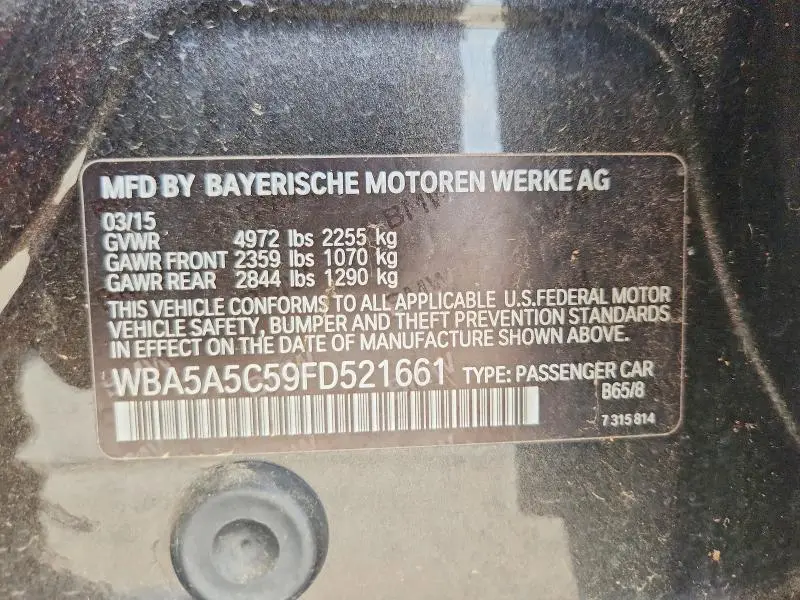 MFD BY BAYERISCHE MOTOREN WERKE AG
03/15
GVWR 4972 lbs 2255 kg
GAWR FRONT 2359 lbs 1070 kg
GAWR REAR 2844 lbs 1290 kg
THIS VEHICLE CONFORMS TO ALL APPLICABLE U.S.FEDERAL MOTOR
VEHICLE SAFETY, BUMPER AND THEFT PREVENTION STANDARDS
IN EFFECT ON THE DATE OF MANUFACTURE SHOWN ABOVE.
WBA5A5C59FD521661 TYPE: PASSENGER CAR
B65/8
7 315 814